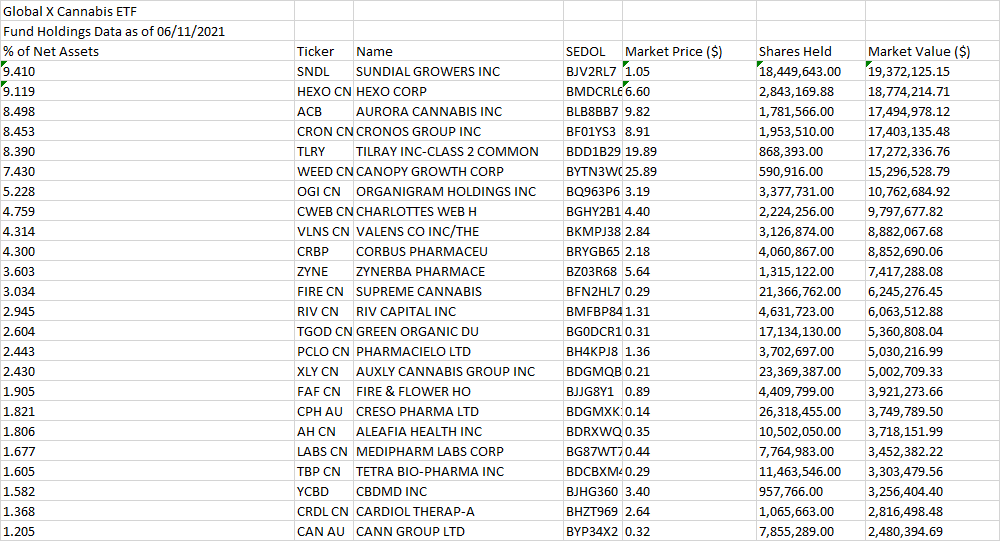 Global X Cannabis ETF
Fund Holdings Data as of 06/11/2021
% of Net Assets Ticker Name SEDOL Market Price ($) Shares Held Market Value ($)
9.410 SNDL SUNDIAL GROWERS INC BJV2RL7 1.05 18,449,643.00 19,372,125.15
9.119 HEXO CN HEXO CORP BMDCRL6 6.60 2,843,169.88 18,774,214.71
8.498 ACB AURORA CANNABIS INC BLB8BB7 9.82 1,781,566.00 17,494,978.12
8.453 CRON CN CRONOS GROUP INC BF01YS3 8.91 1,953,510.00 17,403,135.48
8.390 TLRY TILRAY INC-CLASS 2 COMMON BDD1B29 19.89 868,393.00 17,272,336.76
7.430 WEED CN CANOPY GROWTH CORP BYTN3W0 25.89 590,916.00 15,296,528.79
5.228 OGI CN ORGANIGRAM HOLDINGS INC BQ963P6 3.19 3,377,731.00 10,762,684.92
4.759 CWEB CN CHARLOTTES WEB H BGHY2B1 4.40 2,224,256.00 9,797,677.82
4.314 VLNS CN VALENS CO INC/THE BKMPJ38 2.84 3,126,874.00 8,882,067.68
4.300 CRBP CORBUS PHARMACEU BRYGB65 2.18 4,060,867.00 8,852,690.06
3.603 ZYNE ZYNERBA PHARMACE BZ03R68 5.64 1,315,122.00 7,417,288.08
3.034 FIRE CN SUPREME CANNABIS BFN2HL7 0.29 21,366,762.00 6,245,276.45
2.945 RIV CN RIV CAPITAL INC BMFBP84 1.31 4,631,723.00 6,063,512.88
2.604 TGOD CN GREEN ORGANIC DU BG0DCR1 0.31 17,134,130.00 5,360,808.04
2.443 PCLO CN PHARMACIELO LTD BH4KPJ8 1.36 3,702,697.00 5,030,216.99
2.430 XLY CN AUXLY CANNABIS GROUP INC BDGMQB 0.21 23,369,387.00 5,002,709.33
1.905 FAF CN FIRE & FLOWER HO BJJG8Y1 0.89 4,409,799.00 3,921,273.66
1.821 CPH AU CRESO PHARMA LTD BDGMXK 0.14 26,318,455.00 3,749,789.50
1.806 AH CN ALEAFIA HEALTH INC BDRXWQ 0.35 10,502,050.00 3,718,151.99
1.677 LABS CN MEDIPHARM LABS CORP BG87WT7 0.44 7,764,983.00 3,452,382.22
1.605 TBP CN TETRA BIO-PHARMA INC BDCBXM4 0.29 11,463,546.00 3,303,479.56
1.582 YCBD CBDMD INC BJHG360 3.40 957,766.00 3,256,404.40
1.368 CRDL CN CARDIOL THERAP-A BHZT969 2.64 1,065,663.00 2,816,498.48
1.205 CAN AU CANN GROUP LTD BYP34X2 0.32 7,855,289.00 2,480,394.69